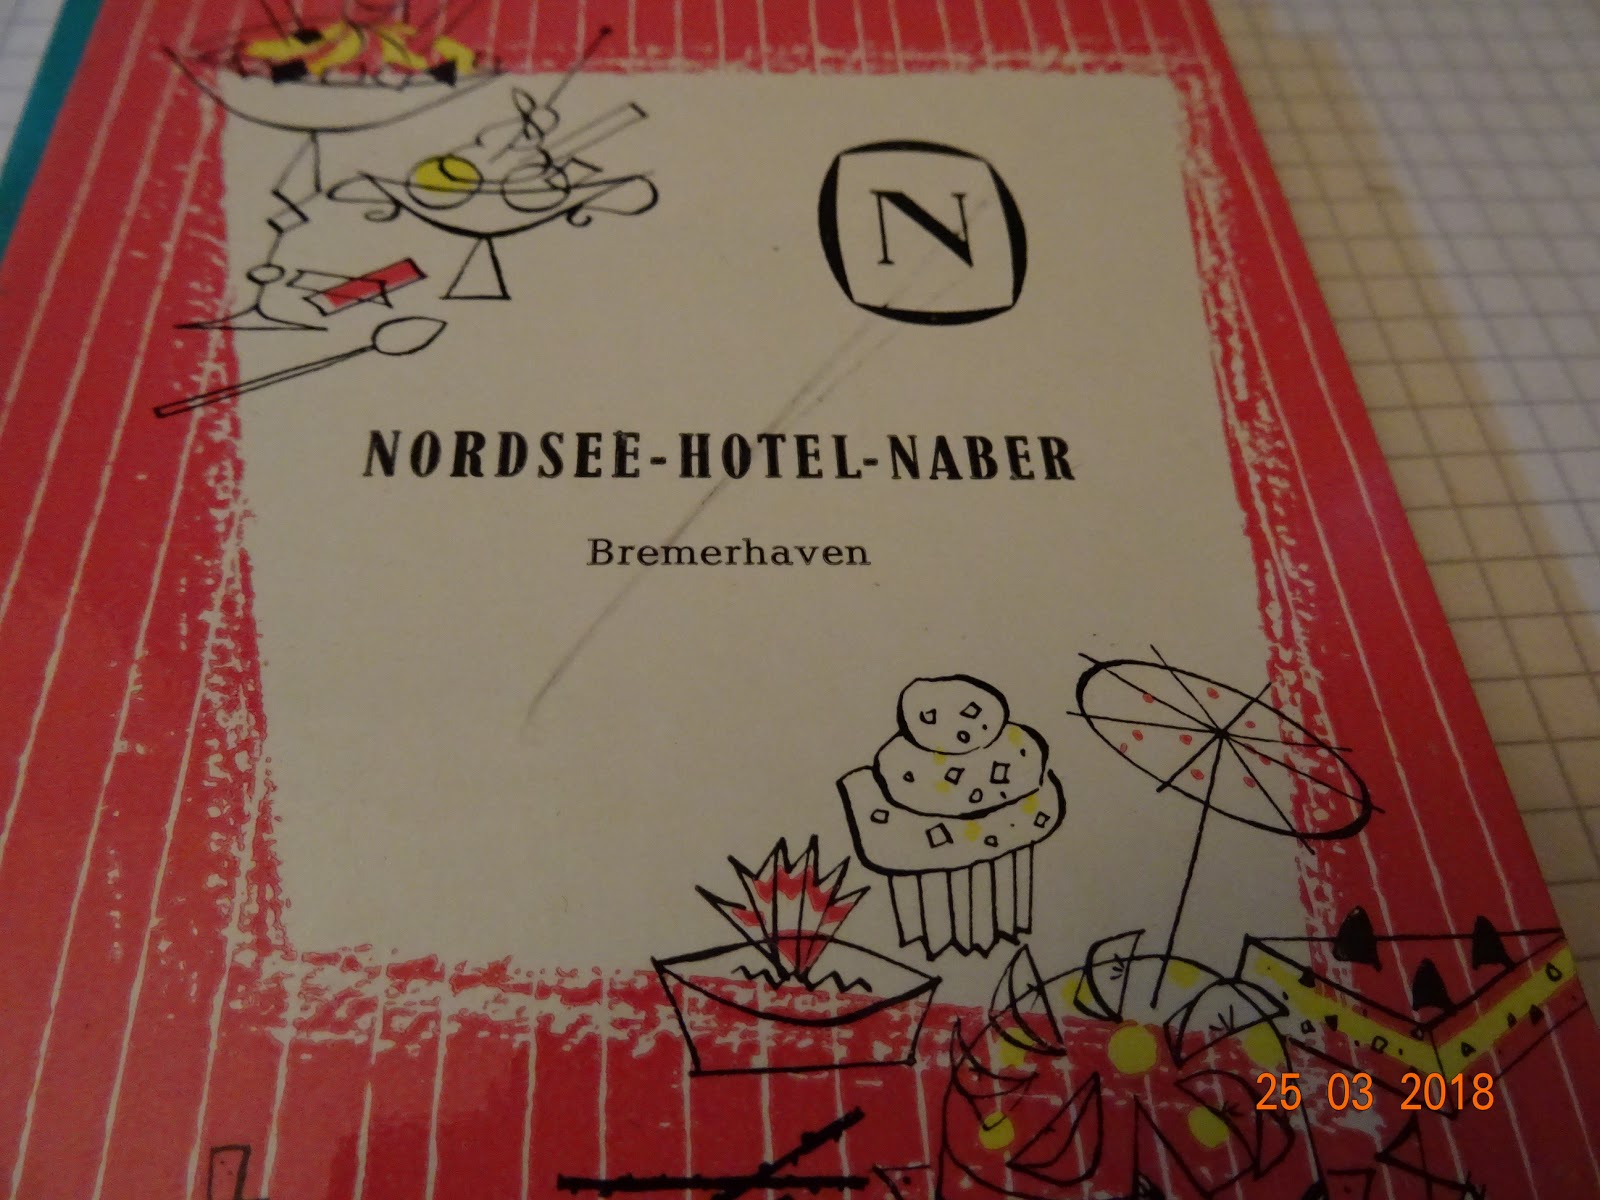 N
NORDSEE-HOTEL-NABER
Bremerhaven
25 03 2018